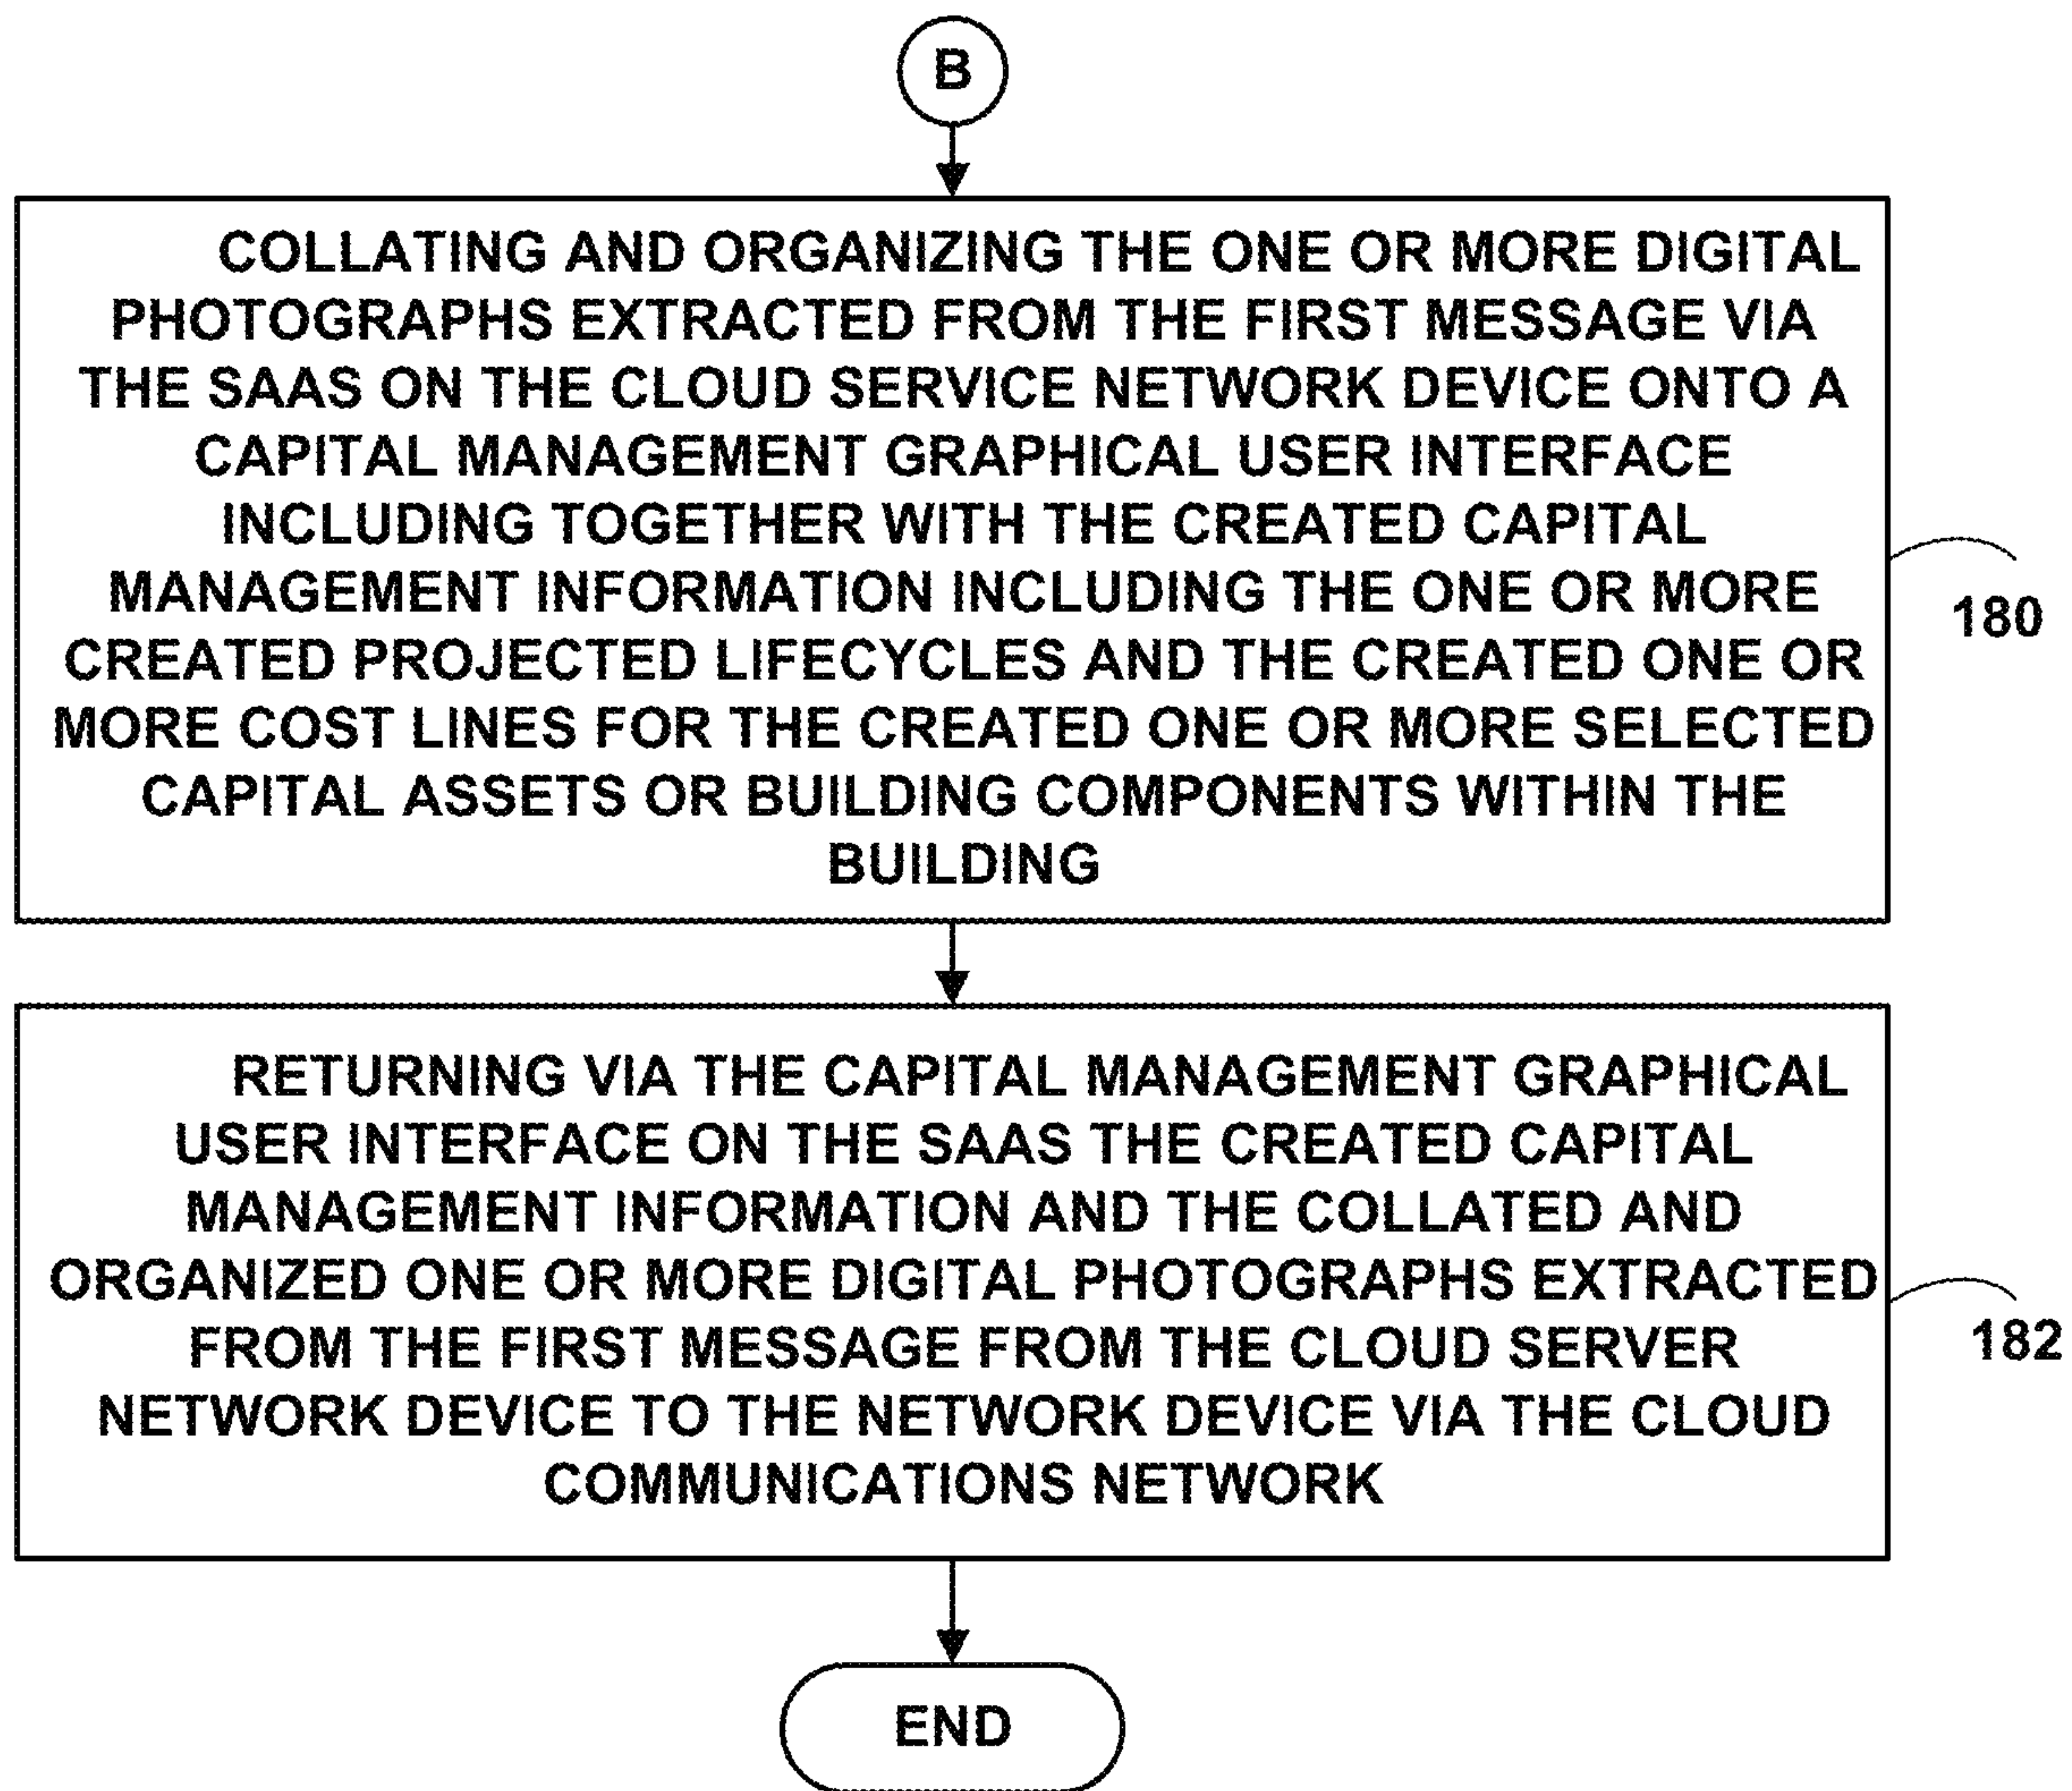 B
COLLATING AND ORGANIZING THE ONE OR MORE DIGITAL
PHOTOGRAPHS EXTRACTED FROM THE FIRST MESSAGE VIA
THE SAAS ON THE CLOUD SERVICE NETWORK DEVICE ONTO A
CAPITAL MANAGEMENT GRAPHICAL USER INTERFACE
INCLUDING TOGETHER WITH THE CREATED CAPITAL
MANAGEMENT INFORMATION INCLUDING THE ONE OR MORE
CREATED PROJECTED LIFECYCLES AND THE CREATED ONE OR
MORE COST LINES FOR THE CREATED ONE OR MORE SELECTED
CAPITAL ASSETS OR BUILDING COMPONENTS WITHIN THE
BUILDING
180
RETURNING VIA THE CAPITAL MANAGEMENT GRAPHICAL
USER INTERFACE ON THE SAAS THE CREATED CAPITAL
MANAGEMENT INFORMATION AND THE COLLATED AND
ORGANIZED ONE OR MORE DIGITAL PHOTOGRAPHS EXTRACTED
FROM THE FIRST MESSAGE FROM THE CLOUD SERVER
NETWORK DEVICE TO THE NETWORK DEVICE VIA THE CLOUD
COMMUNICATIONS NETWORK
182
END